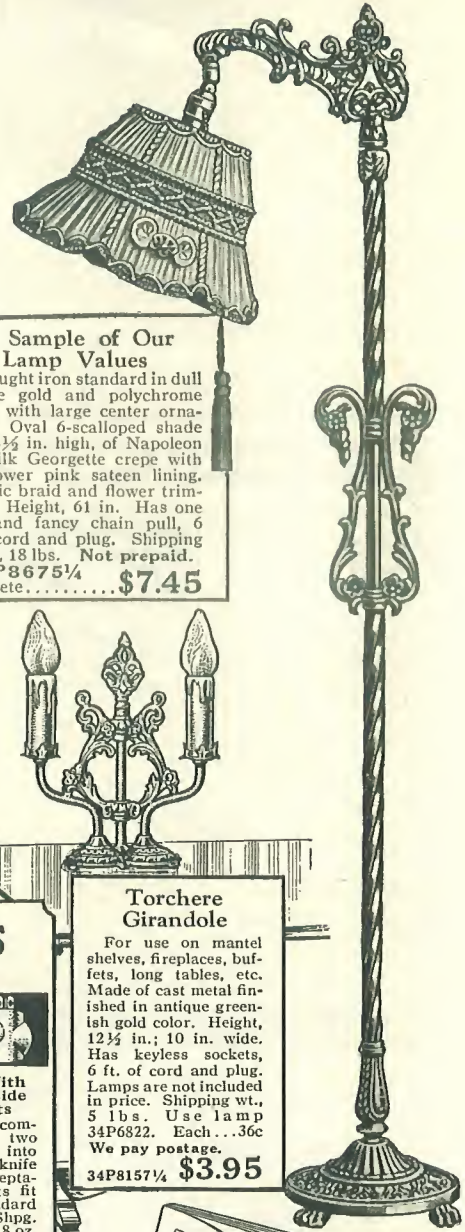 Sample of Our
Lamp Values
ught iron standard in dull
gold and polychrome
with large center orna-
Oval 6-scalloped shade
½ in. high, of Napoleon
lk Georgette crepe with
ower pink sateen lining.
ic braid and flower trim-
Height, 61 in. Has one
nd fancy chain pull, 6
cord and plug. Shipping
, 18 lbs. Not prepaid.
P8675¼
ete..........$7.45
Torchere
Girandole
For use on mantel
shelves, fireplaces, buf-
fets, long tables, etc.
Made of cast metal fin-
ished in antique green-
ish gold color. Height,
12½ in.; 10 in. wide.
Has keyless sockets,
6 ft. of cord and plug.
Lamps are not included
in price. Shipping wt.,
5 lbs. Use lamp
34P6822. Each...36c
We pay postage.
34P8157¼ $3.95
S
ith
ide
ts
com-
two
into
knife
epta-
s fit
dard
hpg.
8 oz.